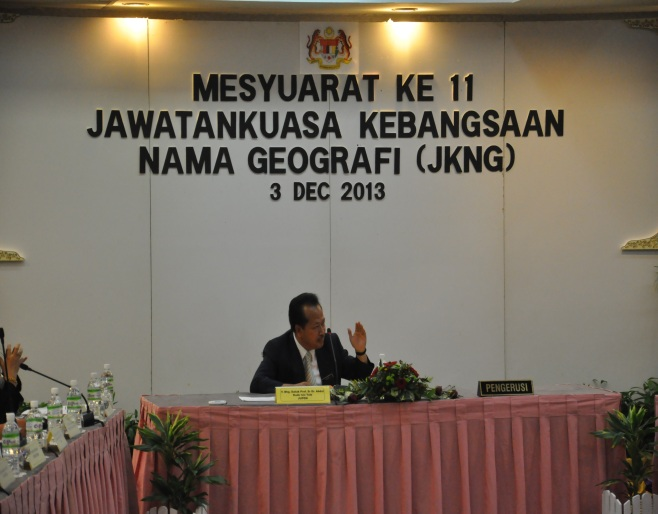 MESYUARAT KE 11
JAWATANKUASA KEBANGSAAN
NAMA GEOGRAFI (JKNG)
3 DEC 2013
PENGERUSI